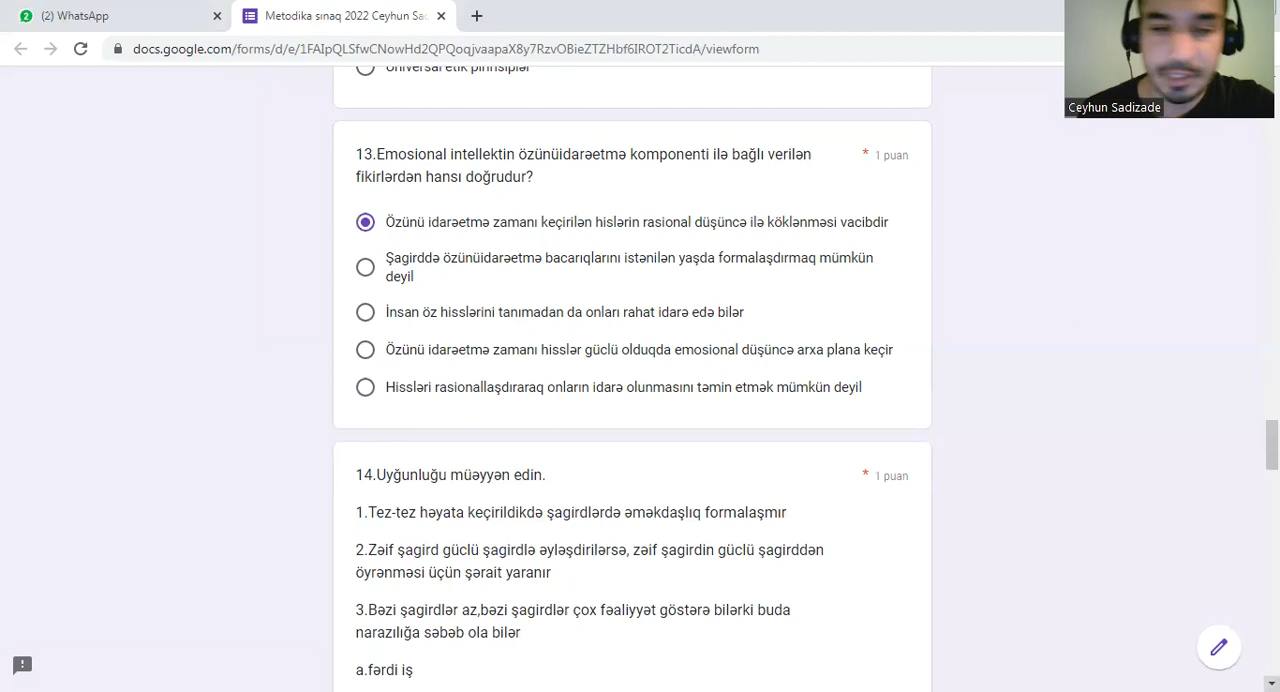 2 (2) WhatsApp
Metodika sınaq 2022 Ceyhun Sad
docs.google.com/forms/d/e/1FAIpQLSfwCNowHd2QPQoqjvaapaX8y7RzvOBieZTZHbf6IROT2TicdA/viewform
Ceyhun Sadizade
Universal etik pirinsiplər
13.Emosional intellektin özünüidarəetmə komponenti ilə bağlı verilən * 1 puan
fikirlərdən hansı doğrudur?
Özünü idarəetmə zamanı keçirilən hislərin rasional düşüncə ilə köklənməsi vacibdir
Şagirddə özünüidarəetmə bacarıqlarını istənilən yaşda formalaşdırmaq mümkün
deyil
İnsan öz hisslərini tanımadan da onları rahat idarə edə bilər
Özünü idarəetmə zamanı hisslər güclü olduqda emosional düşüncə arxa plana keçir
Hissləri rasionallaşdıraraq onların idarə olunmasını təmin etmək mümkün deyil
14.Uyğunluğu müəyyən edin. * 1 puan
1.Tez-tez həyata keçirildikdə şagirdlərdə əməkdaşlıq formalaşmır
2.Zəif şagird güclü şagirdlə əyləşdirilərsə, zəif şagirdin güclü şagirddən
öyrənməsi üçün şərait yaranır
3.Bəzi şagirdlər az,bəzi şagirdlər çox fəaliyyət göstərə bilərki buda
narazılığa səbəb ola bilər
a.fərdi iş